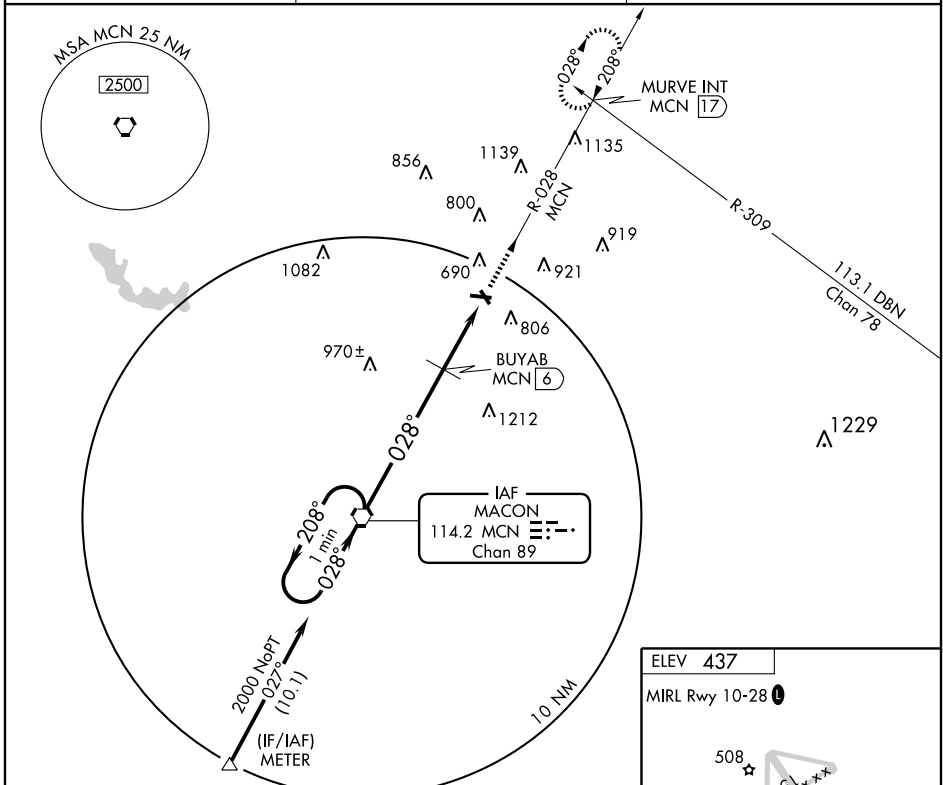 MSA MCN 25 NM
2500
028°
208°
MURVE INT
MCN 17
1135
1139
856
R-028
MCN
800
919
R-309
1082
690
921
113.1 DBN
Chan 78
806
970±
BUYAB
MCN 6
1212
1229
028°
IAF
MACON
114.2 MCN
Chan 89
208°
1 min
028°
2000 NoPT
027°
(10.1)
10 NM
(IF/IAF)
METER
ELEV 437
MIRL Rwy 10-28 L
508